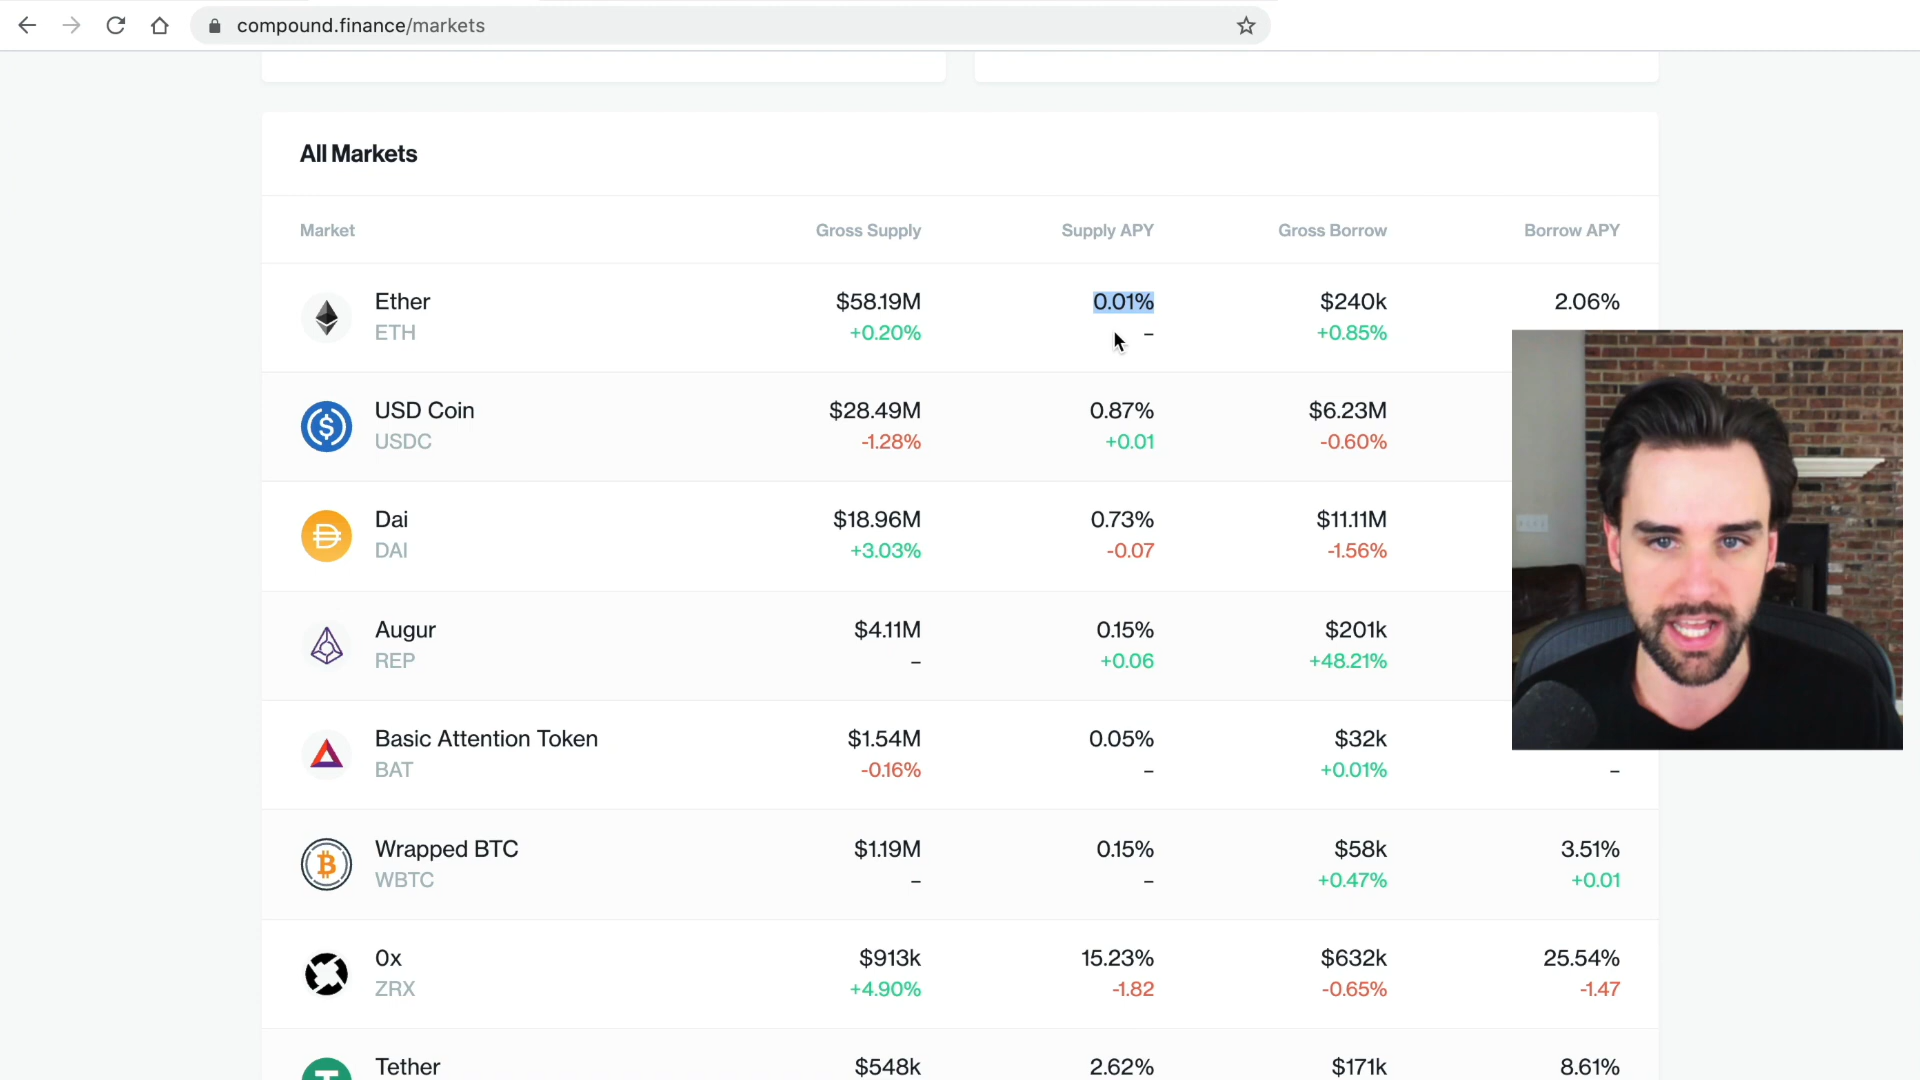 compound.finance/markets
All Markets
Market Gross Supply Supply APY Gross Borrow Borrow APY
Ether $58.19M 0.01% $240k 2.06%
ETH +0.20% – +0.85%
USD Coin $28.49M 0.87% $6.23M
USDC -1.28% +0.01 -0.60%
Dai $18.96M 0.73% $11.11M
DAI +3.03% -0.07 -1.56%
Augur $4.11M 0.15% $201k
REP – +0.06 +48.21%
Basic Attention Token $1.54M 0.05% $32k
BAT -0.16% – +0.01% –
Wrapped BTC $1.19M 0.15% $58k 3.51%
WBTC – – +0.47% +0.01
0x $913k 15.23% $632k 25.54%
ZRX +4.90% -1.82 -0.65% -1.47
Tether $548k 2.62% $171k 8.61%